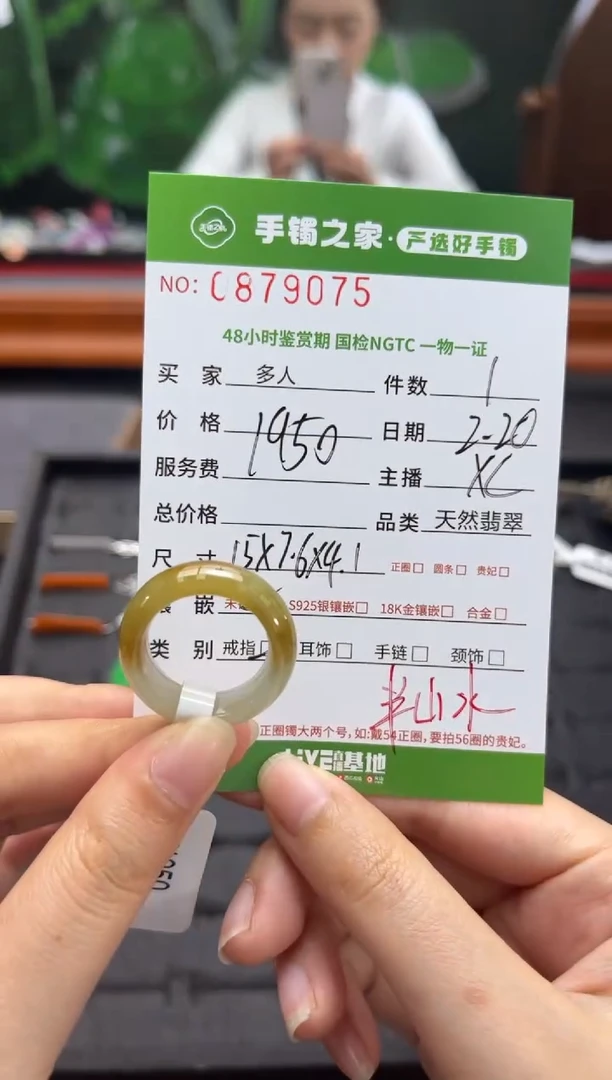 手镯之家·严选好手镯
NO: C879075
48小时鉴赏期 国检NGTC 一物一证
买 家 多人 件数 1
价 格 1950 日期 2-20
服务费 主播 XC
总价格 品类 天然翡翠
尺 寸 15X7.6X4.1 正圈□ 圆条□ 贵妃□
嵌 S925银镶嵌□ 18K金镶嵌□ 合金□
类 别 戒指 耳饰□ 手链□ 颈饰□
山水
正圈镯大两个号,如:戴54正圈,要拍56圈的贵妃。
基地